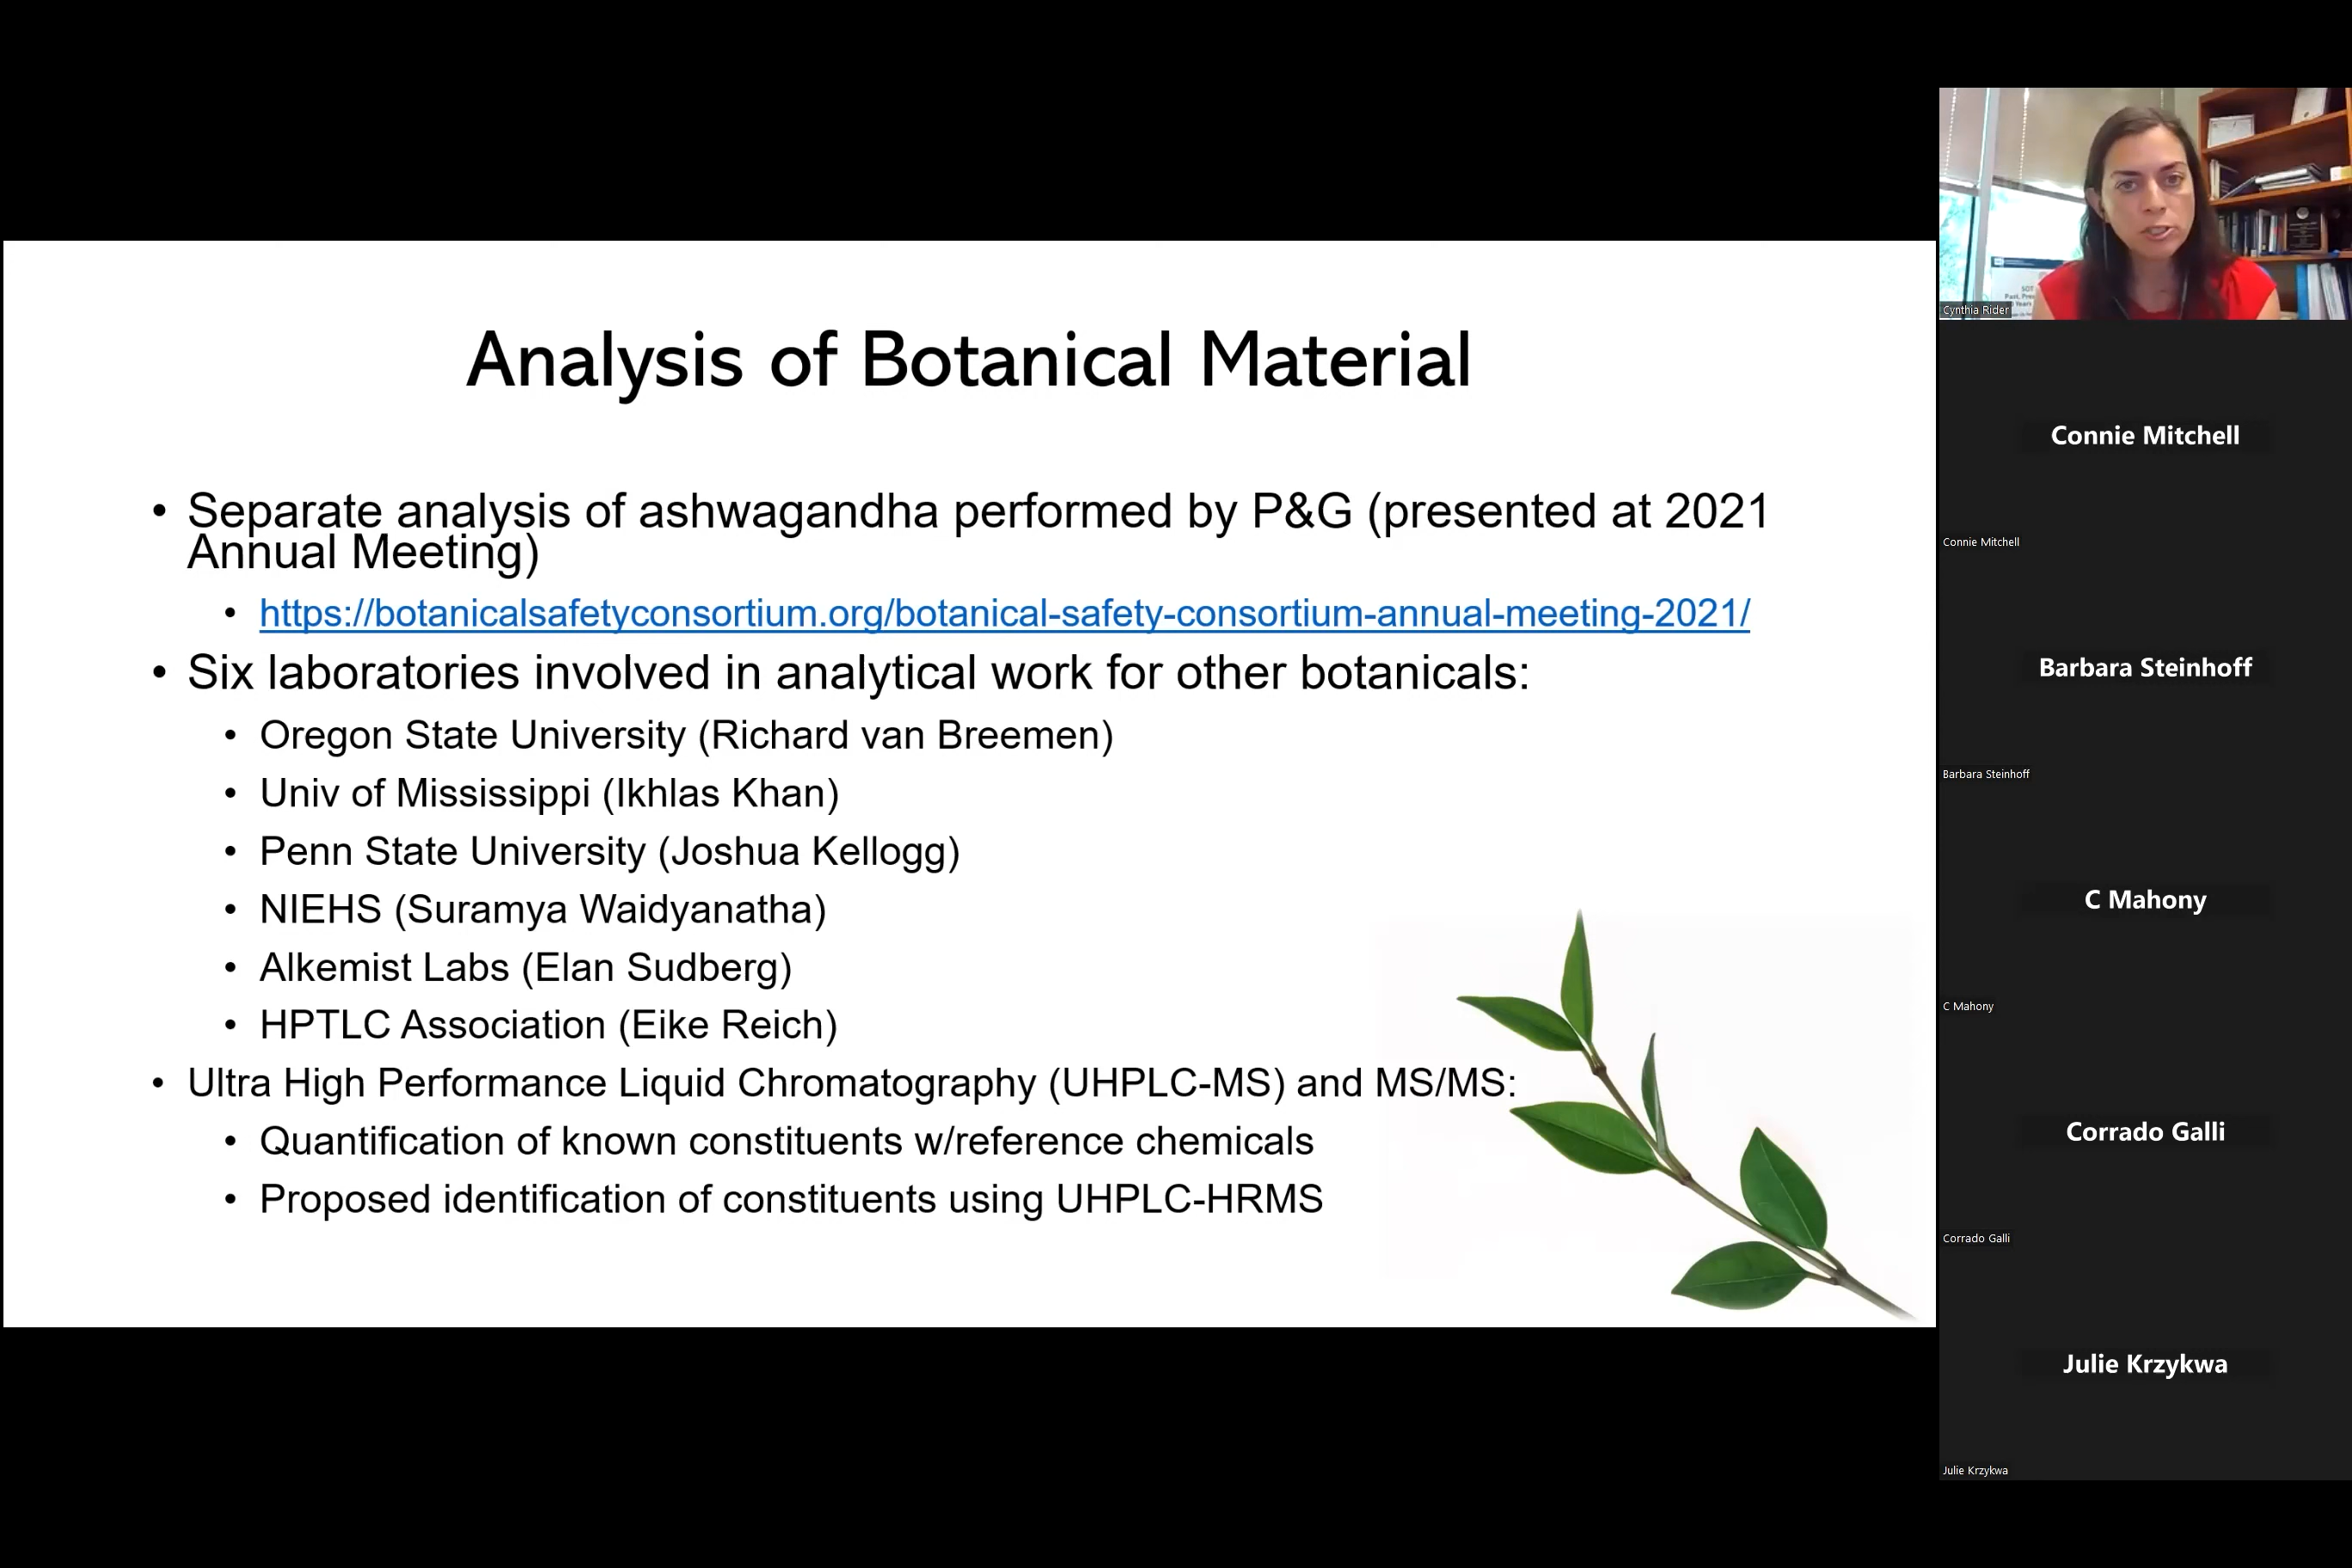 Analysis of Botanical Material
• Separate analysis of ashwagandha performed by P&G (presented at 2021
Annual Meeting)
• https://botanicalsafetyconsortium.org/botanical-safety-consortium-annual-meeting-2021/
• Six laboratories involved in analytical work for other botanicals:
• Oregon State University (Richard van Breemen)
• Univ of Mississippi (Ikhlas Khan)
• Penn State University (Joshua Kellogg)
• NIEHS (Suramya Waidyanatha)
• Alkemist Labs (Elan Sudberg)
• HPTLC Association (Eike Reich)
• Ultra High Performance Liquid Chromatography (UHPLC-MS) and MS/MS:
• Quantification of known constituents w/reference chemicals
• Proposed identification of constituents using UHPLC-HRMS
SOT
Cynthia Rider
Connie Mitchell
Connie Mitchell
Barbara Steinhoff
Barbara Steinhoff
C Mahony
C Mahony
Corrado Galli
Corrado Galli
Julie Krzykwa
Julie Krzykwa